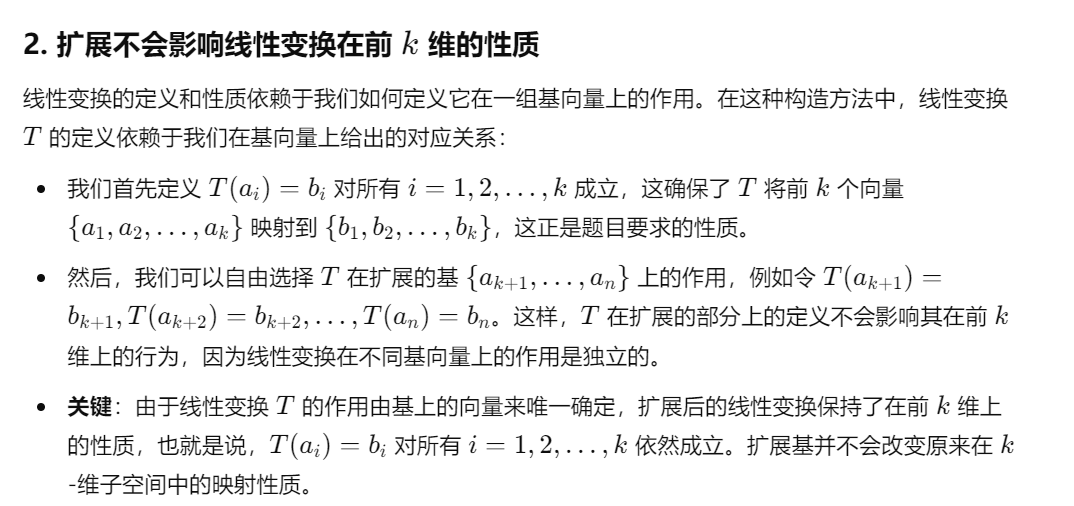 2. 扩展不会影响线性变换在前 k 维的性质
线性变换的定义和性质依赖于我们如何定义它在一组基向量上的作用。在这种构造方法中，线性变换
T 的定义依赖于我们在基向量上给出的对应关系：
• 我们首先定义 T(a_i) = b_i 对所有 i = 1, 2, . . . , k 成立，这确保了 T 将前 k 个向量
{a_1, a_2, . . . , a_k} 映射到 {b_1, b_2, . . . , b_k}，这正是题目要求的性质。
• 然后，我们可以自由选择 T 在扩展的基 {a_{k+1}, . . . , a_n} 上的作用，例如令 T(a_{k+1}) =
b_{k+1}, T(a_{k+2}) = b_{k+2}, . . . , T(a_n) = b_n。这样，T 在扩展的部分上的定义不会影响其在前 k
维上的行为，因为线性变换在不同基向量上的作用是独立的。
• 关键：由于线性变换 T 的作用由基上的向量来唯一确定，扩展后的线性变换保持了在前 k 维上
的性质，也就是说，T(a_i) = b_i 对所有 i = 1, 2, . . . , k 依然成立。扩展基并不会改变原来在 k
-维子空间中的映射性质。